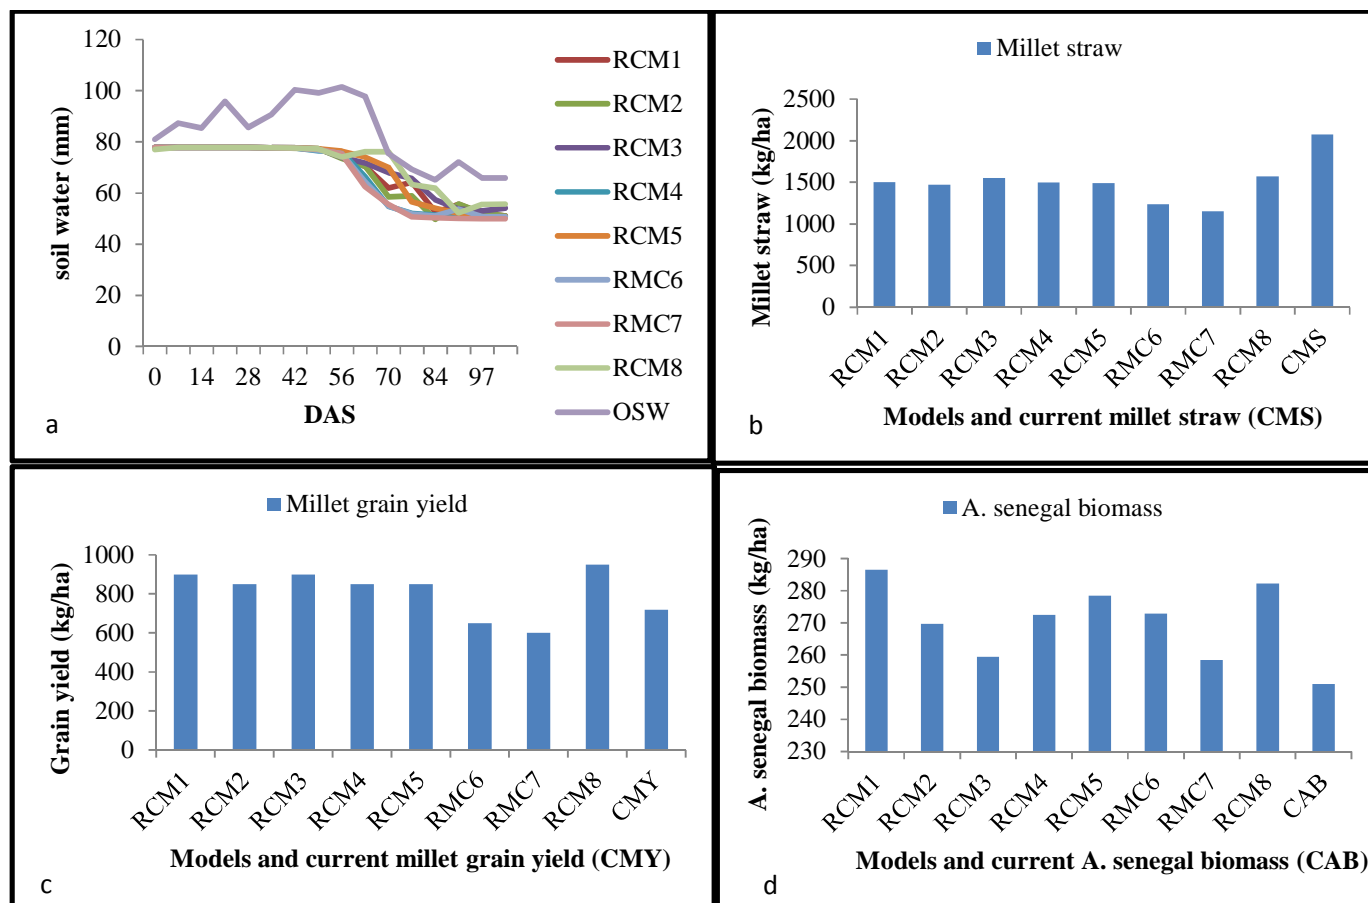 120
100
80
60
40
20
0
soil water (mm)
0 14 28 42 56 70 84 97
DAS
RCM1
RCM2
RCM3
RCM4
RCM5
RMC6
RMC7
RCM8
OSW
a
Millet straw
2500
2000
1500
1000
500
0
Millet straw (kg/ha)
RCM1 RCM2 RCM3 RCM4 RCM5 RMC6 RMC7 RCM8 CMS
Models and current millet straw (CMS)
b
Millet grain yield
1000
800
600
400
200
0
Grain yield (kg/ha)
RCM1 RCM2 RCM3 RCM4 RCM5 RMC6 RMC7 RCM8 CMY
Models and current millet grain yield (CMY)
c
A. senegal biomass
290
280
270
260
250
240
230
A. senegal biomass (kg/ha)
RCM1 RCM2 RCM3 RCM4 RCM5 RMC6 RMC7 RCM8 CAB
Models and current A. senegal biomass (CAB)
d